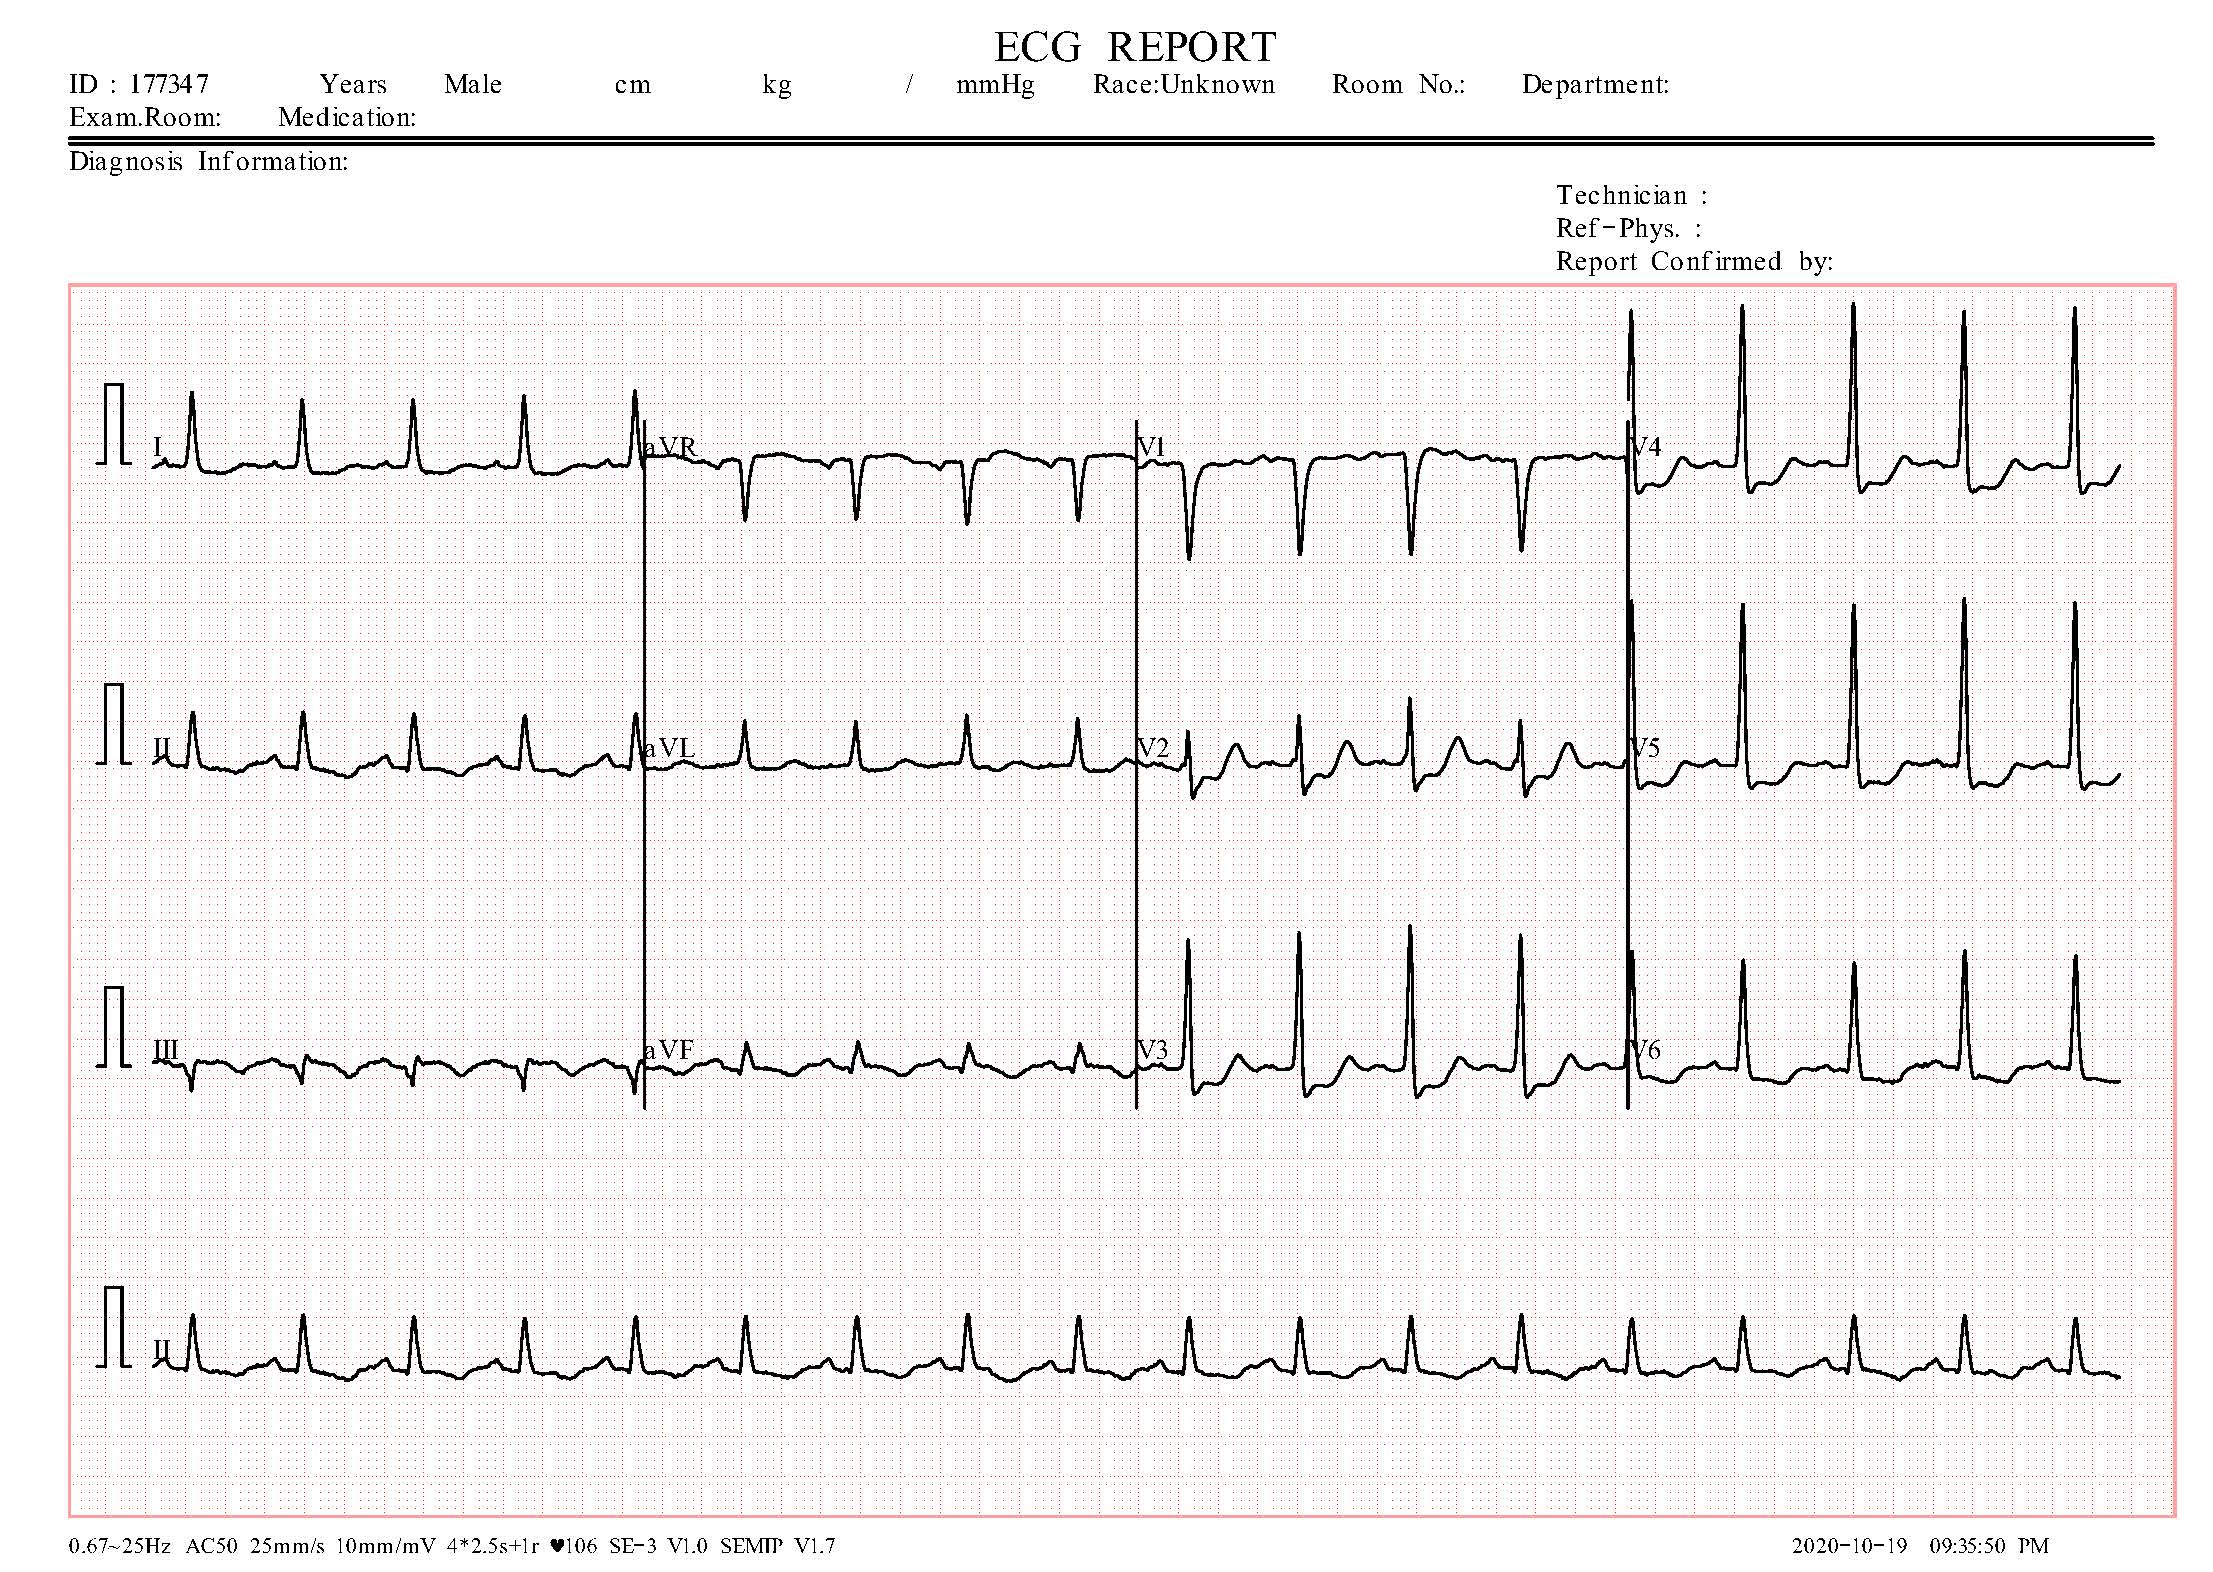 ECG REPORT
ID : 177347 Years Male cm kg / mmHg Race:Unknown Room No.: Department:
Exam.Room: Medication:
Diagnosis Information:
Technician :
Ref-Phys. :
Report Confirmed by:
I aVR V1 V4
II aVL V2 V5
III aVF V3 V6
II
0.67~25Hz AC50 25mm/s 10mm/mV 4*2.5s+1r ♥106 SE-3 V1.0 SEMIP V1.7 2020-10-19 09:35:50 PM